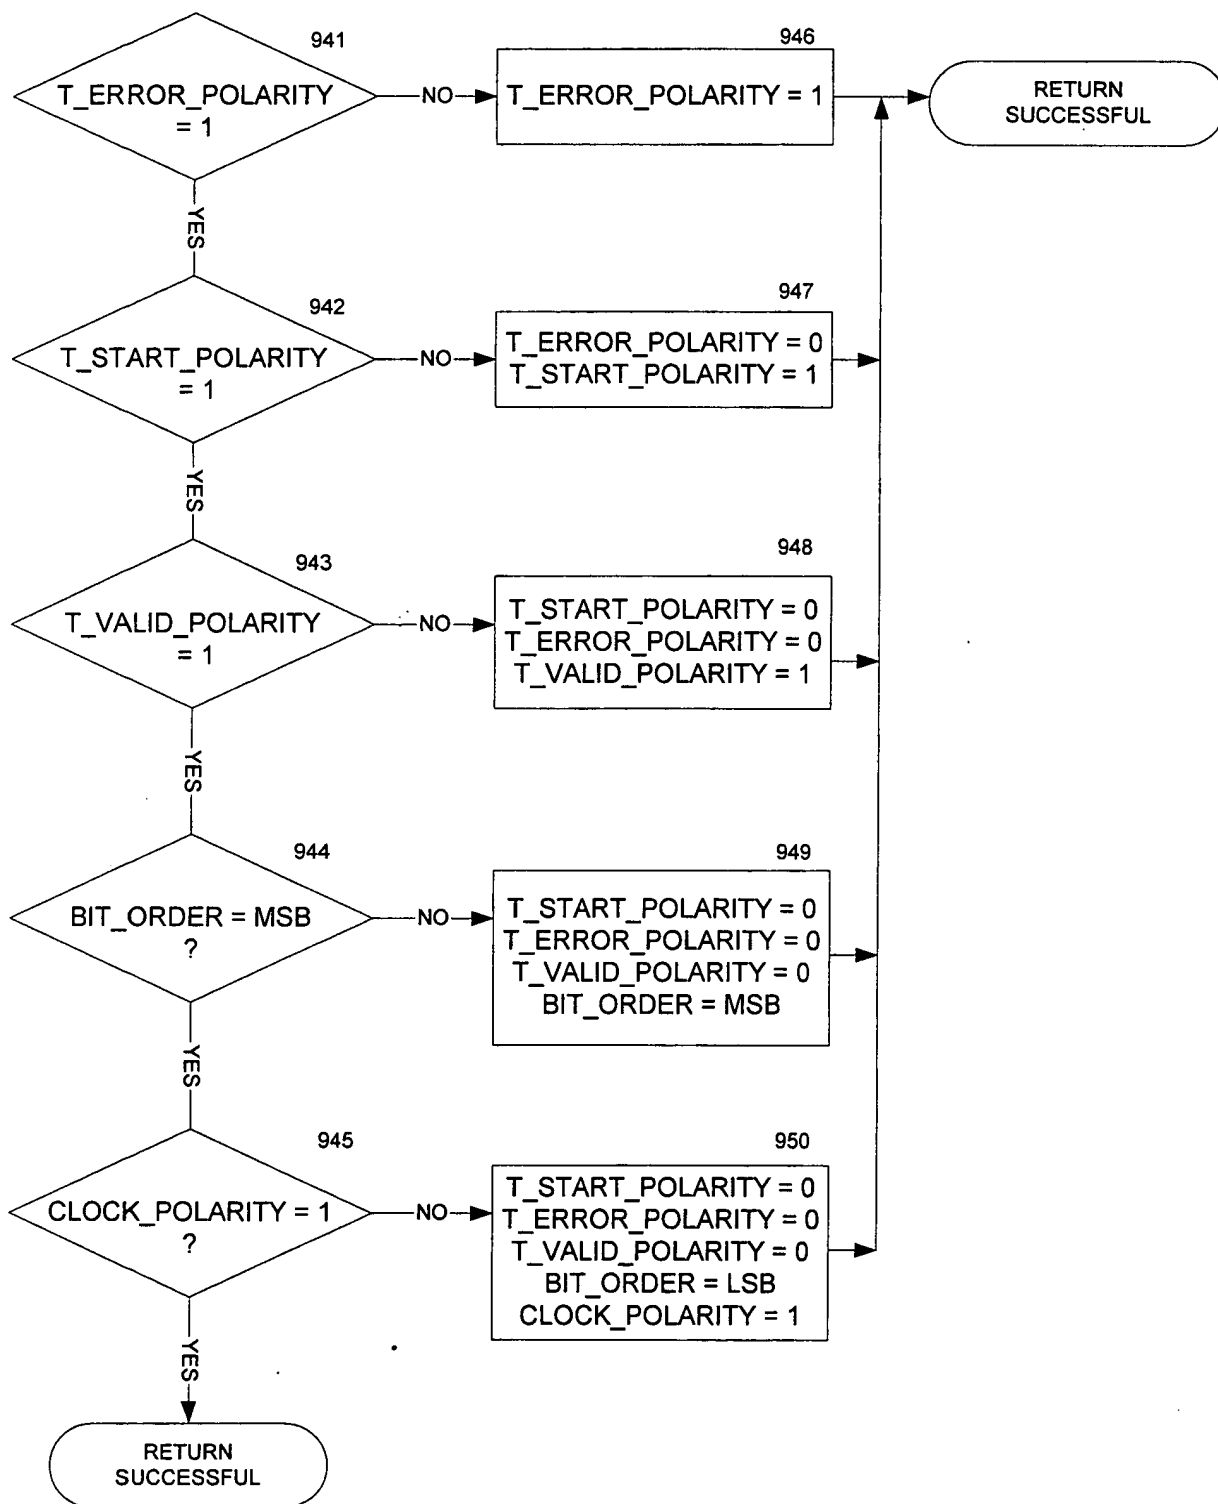 941
T_ERROR_POLARITY
= 1
NO
946
T_ERROR_POLARITY = 1
RETURN
SUCCESSFUL
YES
942
T_START_POLARITY
= 1
NO
947
T_ERROR_POLARITY = 0
T_START_POLARITY = 1
YES
943
T_VALID_POLARITY
= 1
NO
948
T_START_POLARITY = 0
T_ERROR_POLARITY = 0
T_VALID_POLARITY = 1
YES
944
BIT_ORDER = MSB
?
NO
949
T_START_POLARITY = 0
T_ERROR_POLARITY = 0
T_VALID_POLARITY = 0
BIT_ORDER = MSB
YES
945
CLOCK_POLARITY = 1
?
NO
950
T_START_POLARITY = 0
T_ERROR_POLARITY = 0
T_VALID_POLARITY = 0
BIT_ORDER = LSB
CLOCK_POLARITY = 1
YES
RETURN
SUCCESSFUL